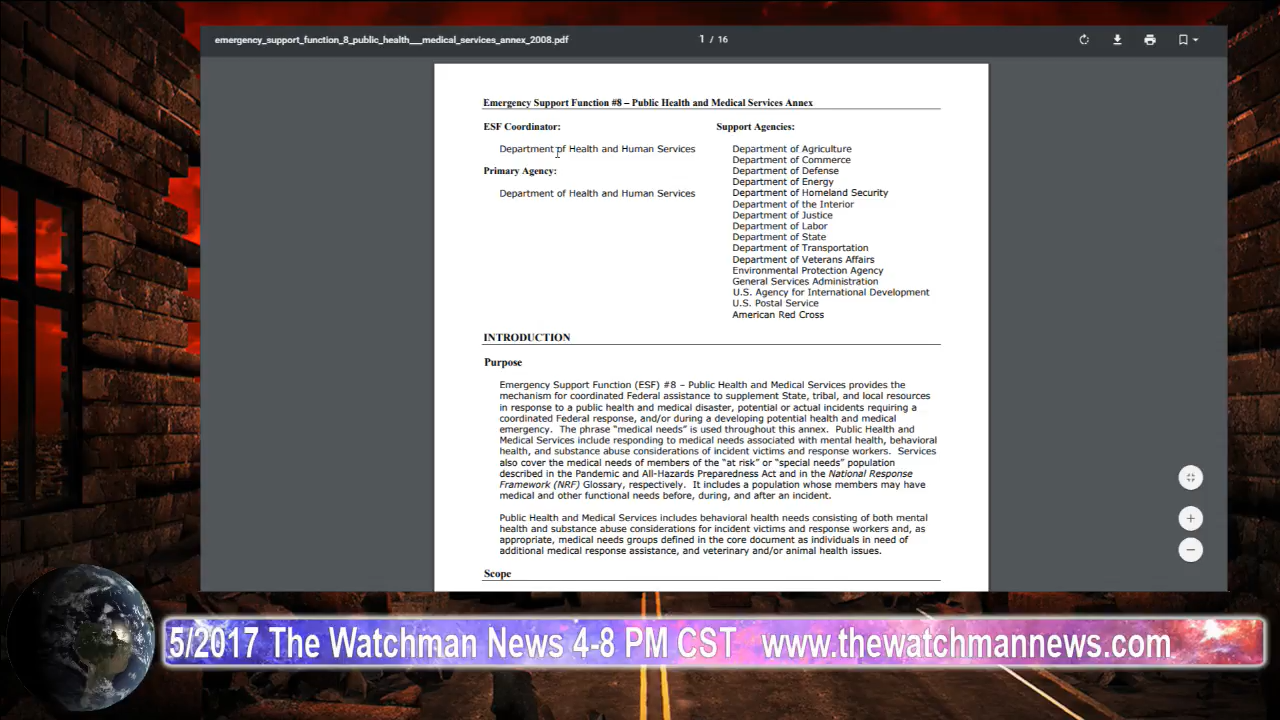 emergency_support_function_8_public_health__medical_services_annex_2008.pdf
1 / 16
Emergency Support Function #8 – Public Health and Medical Services Annex
ESF Coordinator:
Department of Health and Human Services
Primary Agency:
Department of Health and Human Services
Support Agencies:
Department of Agriculture
Department of Commerce
Department of Defense
Department of Energy
Department of Homeland Security
Department of the Interior
Department of Justice
Department of Labor
Department of State
Department of Transportation
Department of Veterans Affairs
Environmental Protection Agency
General Services Administration
U.S. Agency for International Development
U.S. Postal Service
American Red Cross
INTRODUCTION
Purpose
Emergency Support Function (ESF) #8 – Public Health and Medical Services provides the
mechanism for coordinated Federal assistance to supplement State, tribal, and local resources
in response to a public health and medical disaster, potential or actual incidents requiring a
coordinated Federal response, and/or during a developing potential health and medical
emergency. The phrase "medical needs" is used throughout this annex. Public Health and
Medical Services include responding to medical needs associated with mental health, behavioral
health, and substance abuse considerations of incident victims and response workers. Services
also cover the medical needs of members of the "at risk" or "special needs" population
described in the Pandemic and All-Hazards Preparedness Act and in the National Response
Framework (NRF) Glossary, respectively. It includes a population whose members may have
medical and other functional needs before, during, and after an incident.
Public Health and Medical Services includes behavioral health needs consisting of both mental
health and substance abuse considerations for incident victims and response workers and, as
appropriate, medical needs groups defined in the core document as individuals in need of
additional medical response assistance, and veterinary and/or animal health issues.
Scope
5/2017 The Watchman News 4-8 PM CST www.thewatchmannews.com